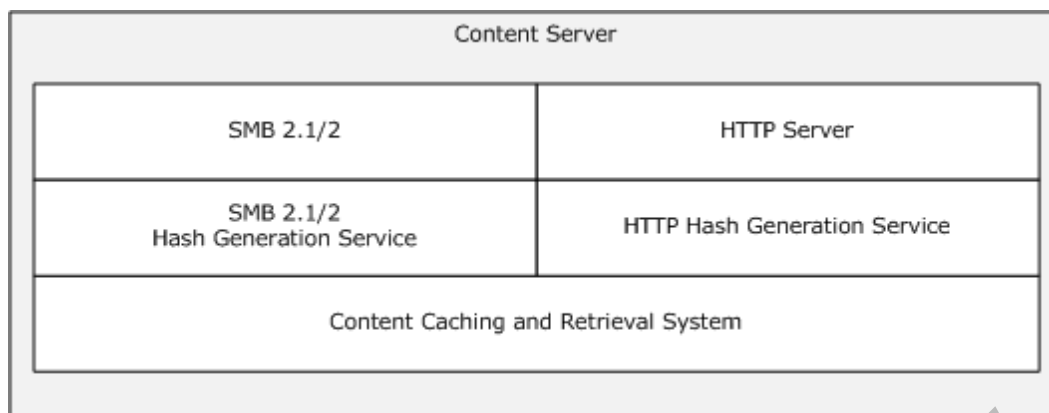 Content Server
SMB 2.1/2
HTTP Server
SMB 2.1/2
Hash Generation Service
HTTP Hash Generation Service
Content Caching and Retrieval System